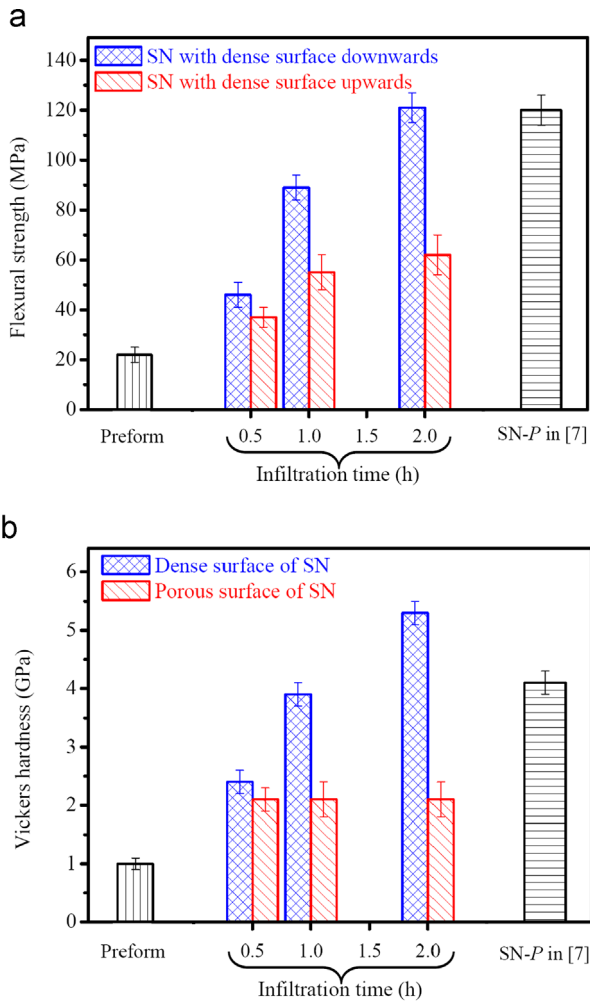 a
SN with dense surface downwards
SN with dense surface upwards
Flexural strength (MPa)
140
120
100
80
60
40
20
0
Preform
0.5 1.0 1.5 2.0
SN-P in [7]
Infiltration time (h)
b
Dense surface of SN
Porous surface of SN
Vickers hardness (GPa)
6
5
4
3
2
1
0
Preform
0.5 1.0 1.5 2.0
SN-P in [7]
Infiltration time (h)